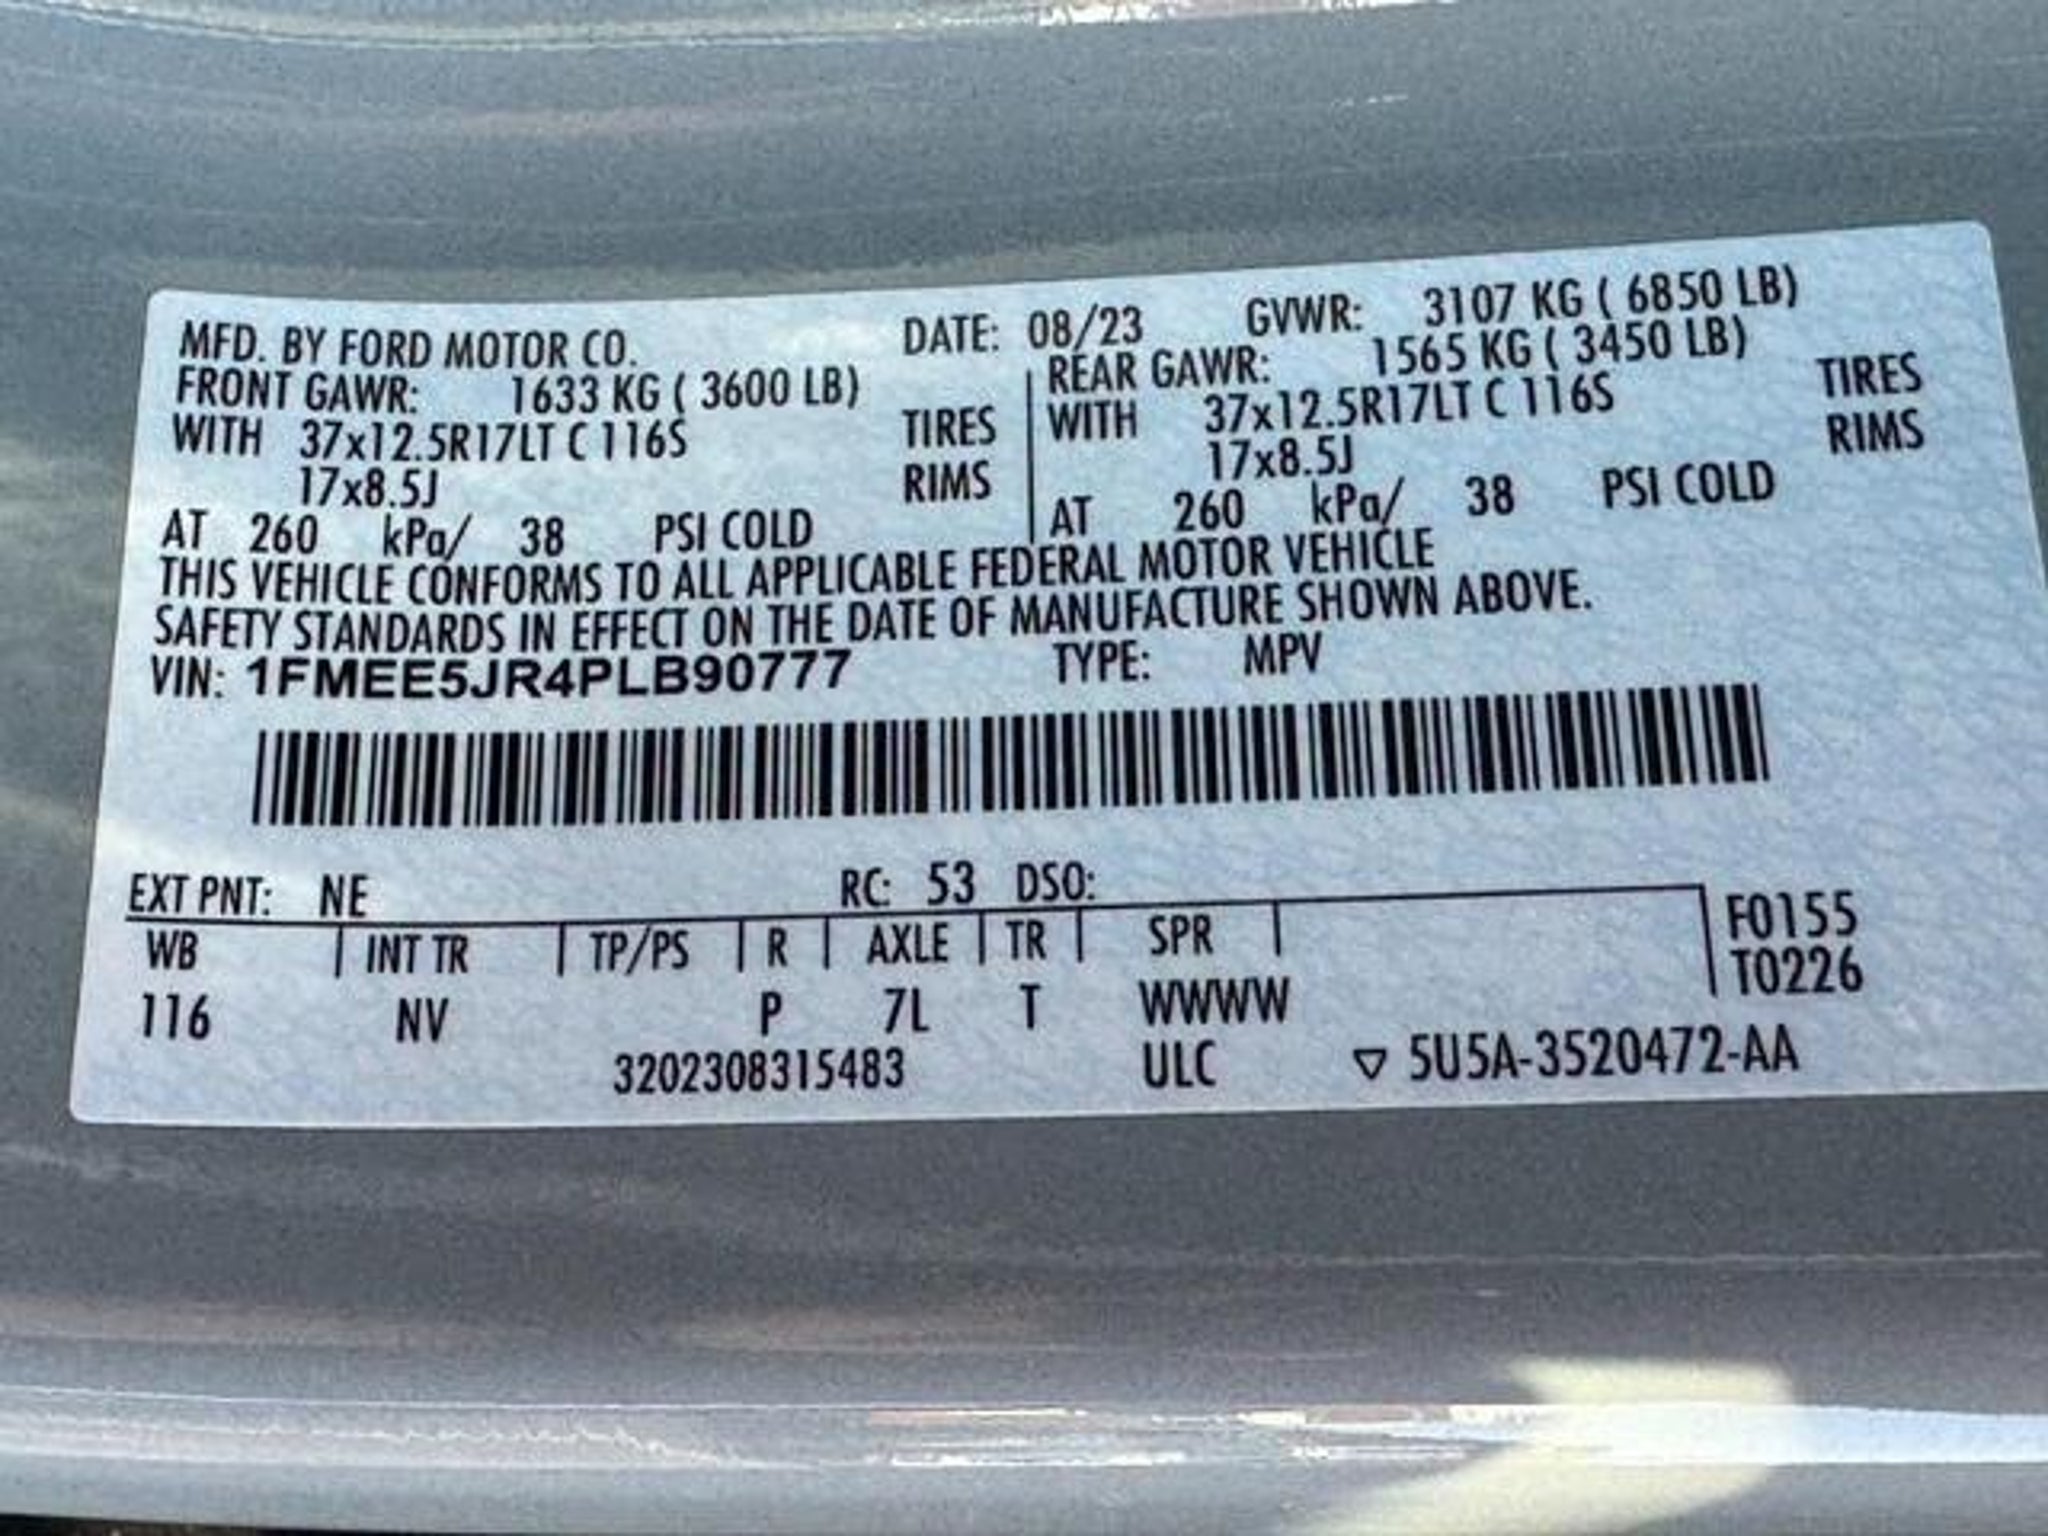 MFD. BY FORD MOTOR CO. DATE: 08/23 GVWR: 3107 KG ( 6850 LB)
FRONT GAWR: 1633 KG ( 3600 LB) REAR GAWR: 1565 KG ( 3450 LB)
WITH 37x12.5R17LT C 116S TIRES WITH 37x12.5R17LT C 116S TIRES
17x8.5J RIMS 17x8.5J RIMS
AT 260 kPa/ 38 PSI COLD AT 260 kPa/ 38 PSI COLD
THIS VEHICLE CONFORMS TO ALL APPLICABLE FEDERAL MOTOR VEHICLE
SAFETY STANDARDS IN EFFECT ON THE DATE OF MANUFACTURE SHOWN ABOVE.
VIN: 1FMEE5JR4PLB90777 TYPE: MPV
EXT PNT: NE RC: 53 DSO:
WB INT TR TP/PS R AXLE TR SPR F0155
T0226
116 NV P 7L T WWWW
3202308315483 ULC ▽ 5U5A-3520472-AA